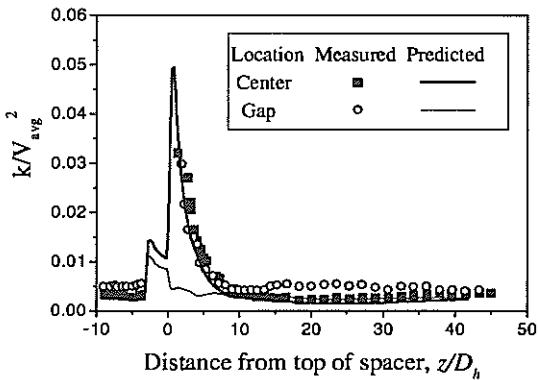 0.06
Location Measured Predicted
Center
Gap
0.05
0.04
0.03
0.02
0.01
0.00
k/V_avg^2
-10 0 10 20 30 40 50
Distance from top of spacer, z/D_h